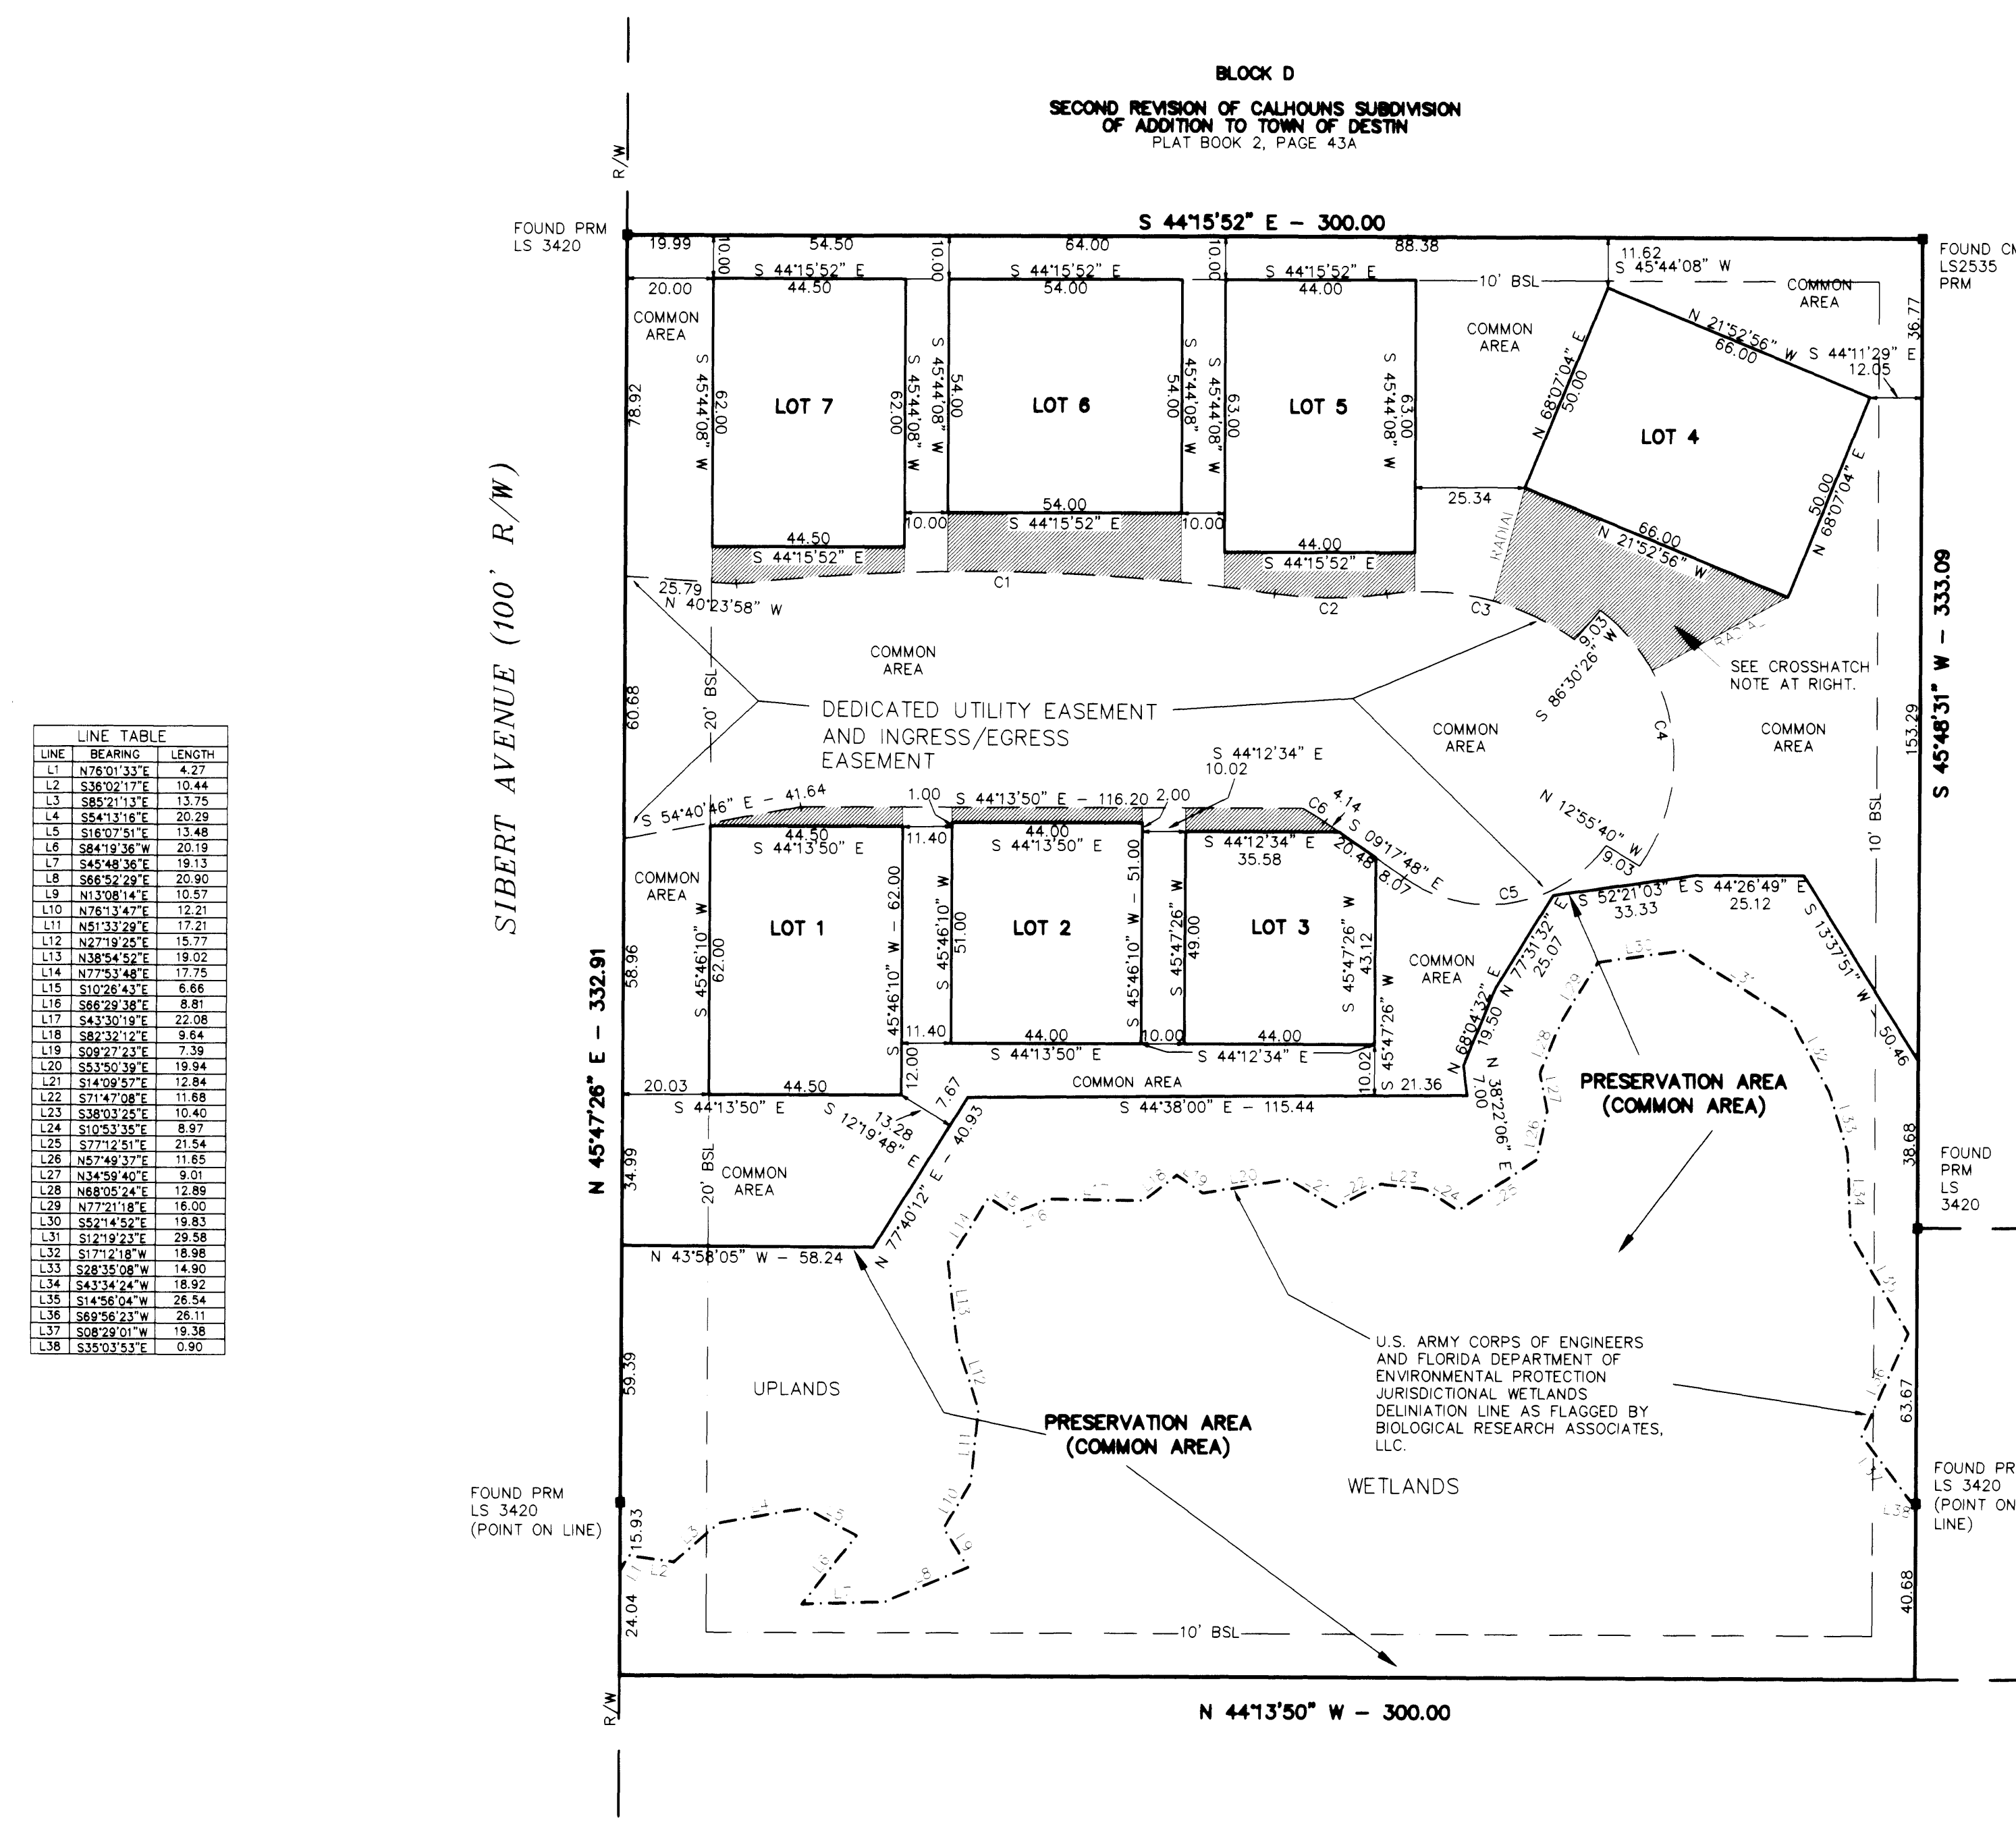 BLOCK D
SECOND REVISION OF CALHOUNS SUBDIVISION
OF ADDITION TO TOWN OF DESTIN
PLAT BOOK 2, PAGE 43A
R/W
FOUND PRM
LS 3420
S 44°15'52" E - 300.00
19.99
54.50
64.00
88.38
10.00
10.00
10.00
11.62
S 45°44'08" W
FOUND
LS2535
PRM
20.00
S 44°15'52" E
44.50
S 44°15'52" E
54.00
S 44°15'52" E
44.00
10' BSL
COMMON
AREA
36.77
COMMON
AREA
COMMON
AREA
N 21°52'56" W
66.00
S 44°11'29" E
12.05
78.92
S 45°44'08" W
62.00
LOT 7
62.00
S 45°44'08" W
S 45°44'08" W
54.00
LOT 6
54.00
S 45°44'08" W
S 45°44'08" W
63.00
LOT 5
63.00
S 45°44'08" W
N 68°07'04" E
50.00
LOT 4
50.00
N 68°07'04" E
25.34
RADIAL
66.00
N 21°52'56" W
44.50
S 44°15'52" E
10.00
54.00
S 44°15'52" E
10.00
44.00
S 44°15'52" E
25.79
N 40°23'58" W
C1
C2
C3
9.03
S 86°30'26" W
SEE CROSSHATCH
NOTE AT RIGHT.
S 45°48'31" W - 333.09
SIBERT AVENUE (100' R/W)
COMMON
AREA
60.68
20' BSL
DEDICATED UTILITY EASEMENT
AND INGRESS/EGRESS
EASEMENT
COMMON
AREA
C4
COMMON
AREA
153.29
10' BSL
S 44°12'34" E
10.02
S 54°40'46" E - 41.64
1.00
S 44°13'50" E - 116.20
2.00
C6
4.14
S 09°17'48" E
20.48
8.07
C5
N 12°55'40" W
9.03
44.50
S 44°13'50" E
11.40
44.00
S 44°13'50" E
S 44°12'34" E
35.58
COMMON
AREA
58.96
S 45°46'10" W
62.00
LOT 1
S 45°46'10" W - 62.00
S 45°46'10" W
51.00
LOT 2
S 45°46'10" W - 51.00
S 45°47'26" W
49.00
LOT 3
S 45°47'26" W
43.12
S 45°47'26" W
COMMON
AREA
N 77°31'32" E
25.07
S 52°21'03" E
33.33
S 44°26'49" E
25.12
S 13°37'51" W - 50.46
N 68°04'32" E
19.50
N 38°22'06" E
7.00
N 45°47'26" E - 332.91
11.40
44.00
S 44°13'50" E
10.00
44.00
S 44°12'34" E
12.00
10.02
COMMON AREA
21.36
S 44°38'00" E - 115.44
20.03
44.50
S 44°13'50" E
13.28
S 12°19'48" E
7.67
N 77°40'12" E - 40.93
34.99
20' BSL
COMMON
AREA
N 43°58'05" W - 58.24
PRESERVATION AREA
(COMMON AREA)
38.68
FOUND
PRM
LS
3420
L29
L28
L27
L26
L20
L23
L14
L13
L12
L10
L9
L33
L34
59.39
UPLANDS
PRESERVATION AREA
(COMMON AREA)
U.S. ARMY CORPS OF ENGINEERS
AND FLORIDA DEPARTMENT OF
ENVIRONMENTAL PROTECTION
JURISDICTIONAL WETLANDS
DELINIATION LINE AS FLAGGED BY
BIOLOGICAL RESEARCH ASSOCIATES,
LLC.
WETLANDS
63.67
FOUND PRM
LS 3420
(POINT ON LINE)
FOUND
LS 3420
(POINT ON
LINE)
L38
15.93
24.04
40.68
10' BSL
R/W
N 44°13'50" W - 300.00
LINE TABLE
LINE BEARING LENGTH
L1 N76°01'33"E 4.27
L2 S36°02'17"E 10.44
L3 S85°21'13"E 13.75
L4 S54°13'16"E 20.29
L5 S16°07'51"E 13.48
L6 S84°19'36"W 20.19
L7 S45°48'36"E 19.13
L8 S66°52'29"E 20.90
L9 N13°08'14"E 10.57
L10 N76°13'47"E 12.21
L11 N51°33'29"E 17.21
L12 N27°19'25"E 15.77
L13 N38°54'52"E 19.02
L14 N77°53'48"E 17.75
L15 S10°26'43"E 6.66
L16 S66°29'38"E 8.81
L17 S43°30'19"E 22.08
L18 S82°32'12"E 9.64
L19 S09°27'23"E 7.39
L20 S53°50'39"E 19.94
L21 S14°09'57"E 12.84
L22 S71°47'08"E 11.68
L23 S38°03'25"E 10.40
L24 S10°53'35"E 8.97
L25 S77°12'51"E 21.54
L26 N57°49'37"E 11.65
L27 N34°59'40"E 9.01
L28 N68°05'24"E 12.89
L29 N77°21'18"E 16.00
L30 S52°14'52"E 19.83
L31 S12°19'23"E 29.58
L32 S17°12'18"W 18.98
L33 S28°35'08"W 14.90
L34 S43°34'24"W 18.92
L35 S14°56'04"W 26.54
L36 S69°56'23"W 26.11
L37 S08°29'01"W 19.38
L38 S35°03'53"E 0.90